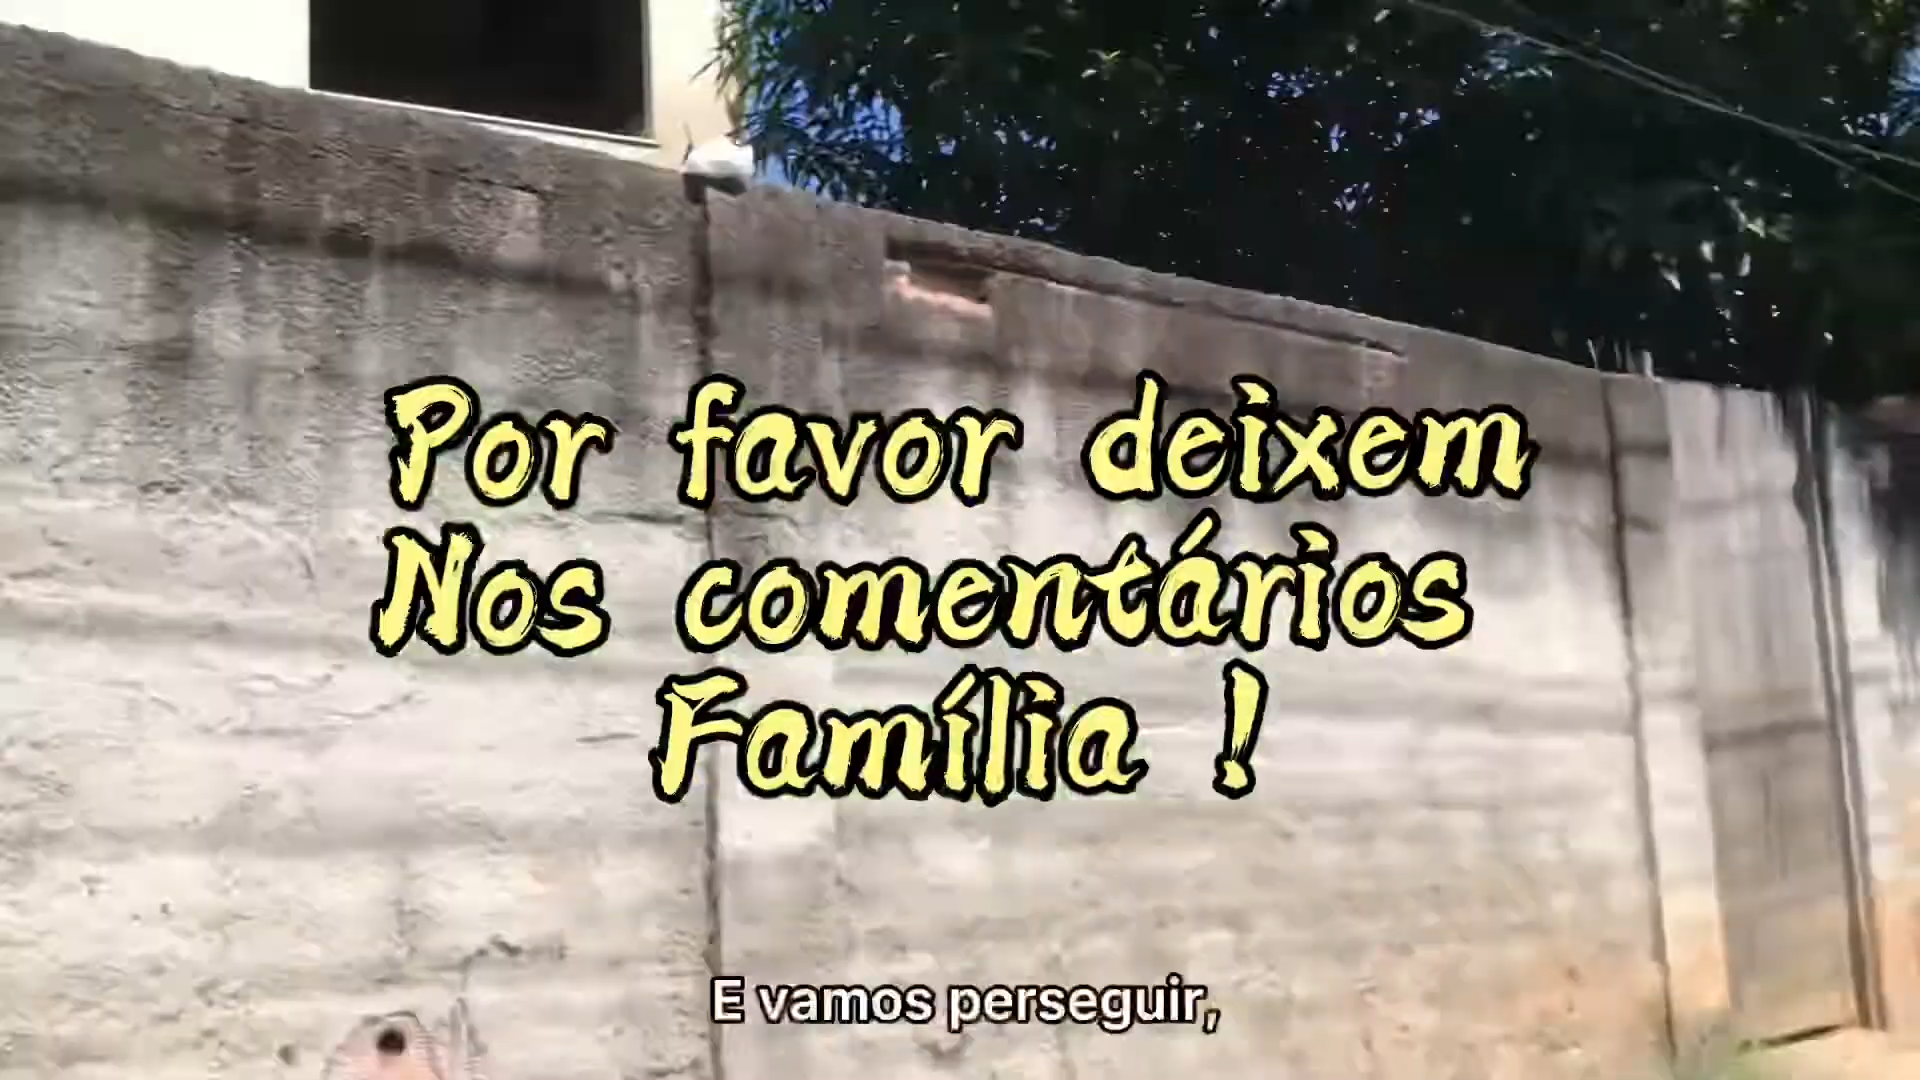 Por favor deixem
Nos comentários
Família !
E vamos perseguir,